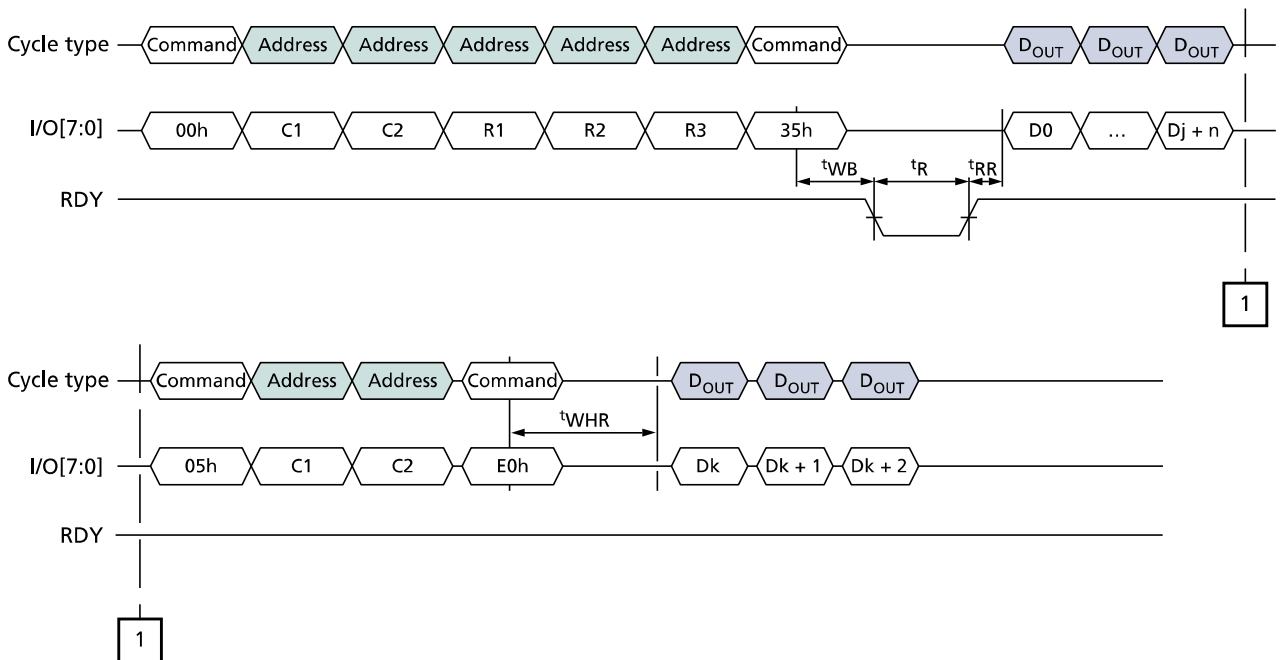 Cycle type Command Address Address Address Address Address Command DOUT DOUT DOUT
I/O[7:0] 00h C1 C2 R1 R2 R3 35h D0 ... Dj + n
tWB tR tRR
RDY
1
Cycle type Command Address Address Command DOUT DOUT DOUT
tWHR
I/O[7:0] 05h C1 C2 E0h Dk Dk + 1 Dk + 2
RDY
1